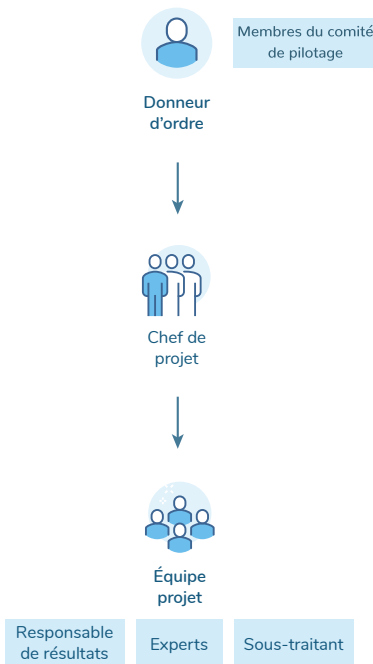 Membres du comité
de pilotage
Donneur
d'ordre
Chef de
projet
Équipe
projet
Responsable
de résultats
Experts
Sous-traitant